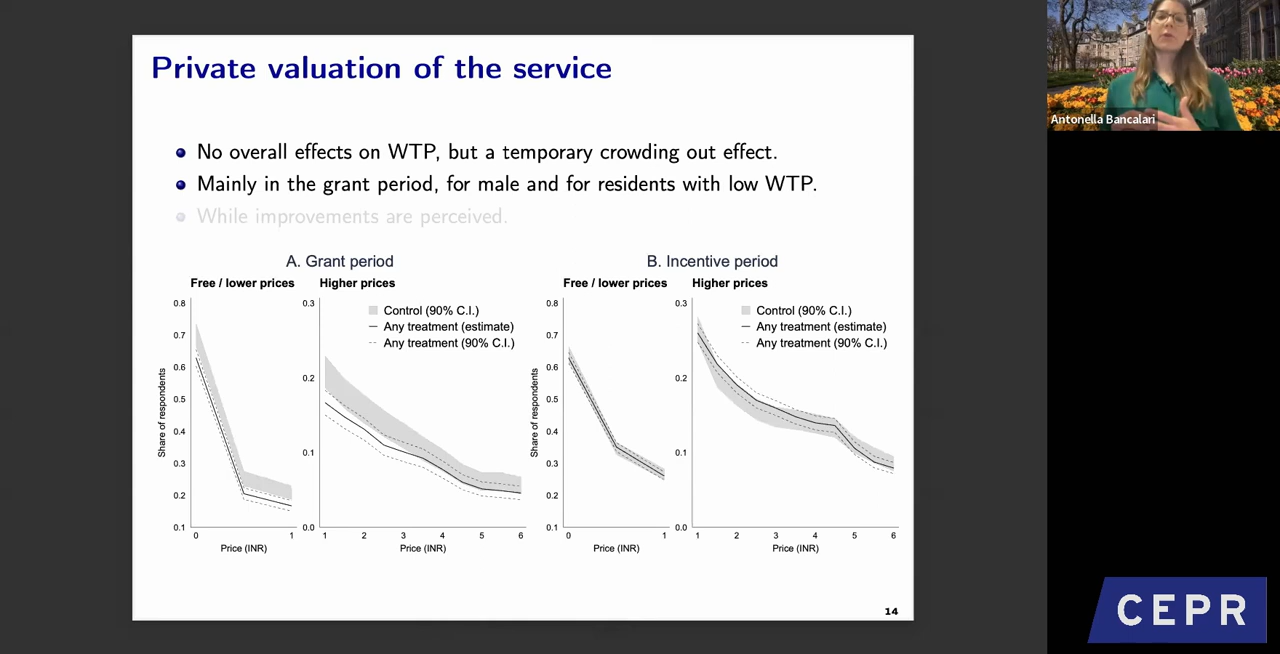 Private valuation of the service
No overall effects on WTP, but a temporary crowding out effect.
Mainly in the grant period, for male and for residents with low WTP.
While improvements are perceived.
A. Grant period
Free / lower prices
Higher prices
Control (90% C.I.)
Any treatment (estimate)
Any treatment (90% C.I.)
Share of respondents
0.8
0.7
0.6
0.5
0.4
0.3
0.2
0.1
0 1
Price (INR)
0.3
0.2
0.1
0.0
1 2 3 4 5 6
Price (INR)
B. Incentive period
Free / lower prices
Higher prices
Control (90% C.I.)
Any treatment (estimate)
Any treatment (90% C.I.)
Share of respondents
0.8
0.7
0.6
0.5
0.4
0.3
0.2
0.1
0 1
Price (INR)
0.3
0.2
0.1
0.0
1 2 3 4 5 6
Price (INR)
14
Antonella Bancalari
CEPR